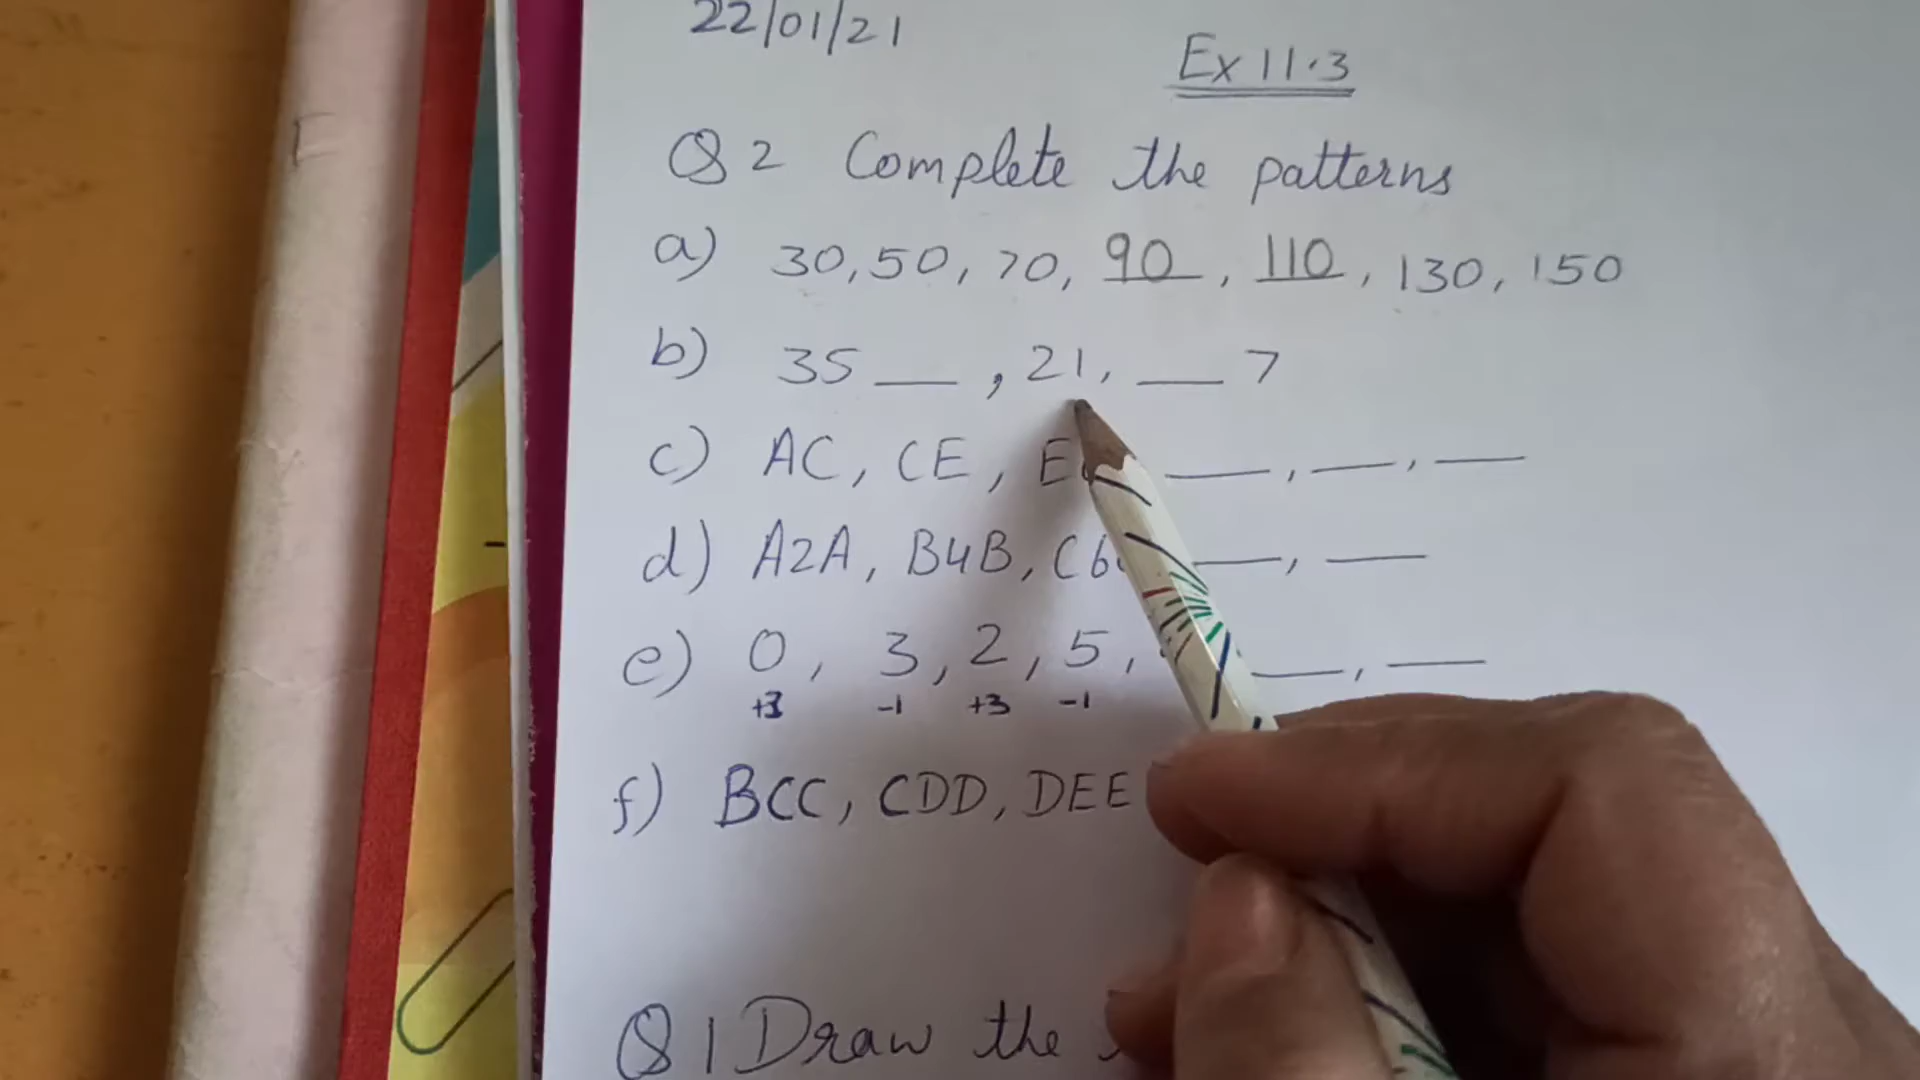 22/01/21
Ex 11.3
Q 2 Complete the patterns
a) 30, 50, 70, 90, 110, 130, 150
b) 35 __, 21, __ 7
c) AC, CE, E __, __, __
d) A2A, B4B, C6 __, __
e) 0, 3, 2, 5, __, __
+3 -1 +3 -1
f) BCC, CDD, DEE
Q 1 Draw the